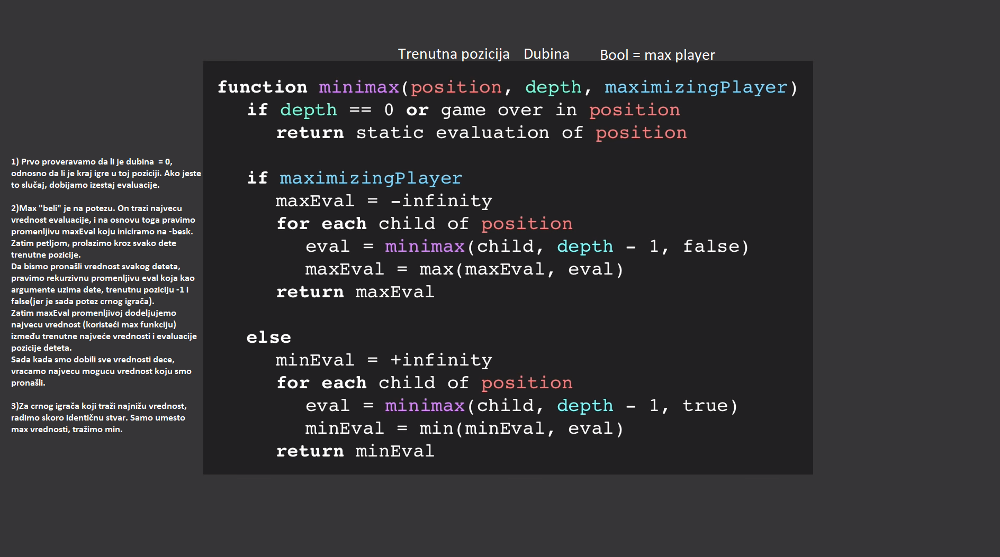 Trenutna pozicija Dubina Bool = max player
function minimax(position, depth, maximizingPlayer)
if depth == 0 or game over in position
return static evaluation of position
if maximizingPlayer
maxEval = -infinity
for each child of position
eval = minimax(child, depth - 1, false)
maxEval = max(maxEval, eval)
return maxEval
else
minEval = +infinity
for each child of position
eval = minimax(child, depth - 1, true)
minEval = min(minEval, eval)
return minEval
1) Prvo proveravamo da li je dubina  = 0,
odnosno da li je kraj igre u toj poziciji. Ako jeste
to slučaj, dobijamo izestaj evaluacije.
2)Max "beli" je na potezu. On trazi najvecu
vrednost evaluacije, i na osnovu toga pravimo
promenljivu maxEval koju iniciramo na -besk.
Zatim petljom, prolazimo kroz svako dete
trenutne pozicije.
Da bismo pronašli vrednost svakog deteta,
pravimo rekurzivnu promenljivu eval koja kao
argumente uzima dete, trenutnu poziciju -1 i
false(jer je sada potez crnog igrača).
Zatim maxEval promenljivoj dodeljujemo
najvecu vrednost (koristeći max funkciju)
između trenutne najveće vrednosti i evaluacije
pozicije deteta.
Sada kada smo dobili sve vrednosti dece,
vracamo najvecu mogucu vrednost koju smo
pronašli.
3)Za crnog igrača koji traži najnižu vrednost,
radimo skoro identičnu stvar. Samo umesto
max vrednosti, tražimo min.